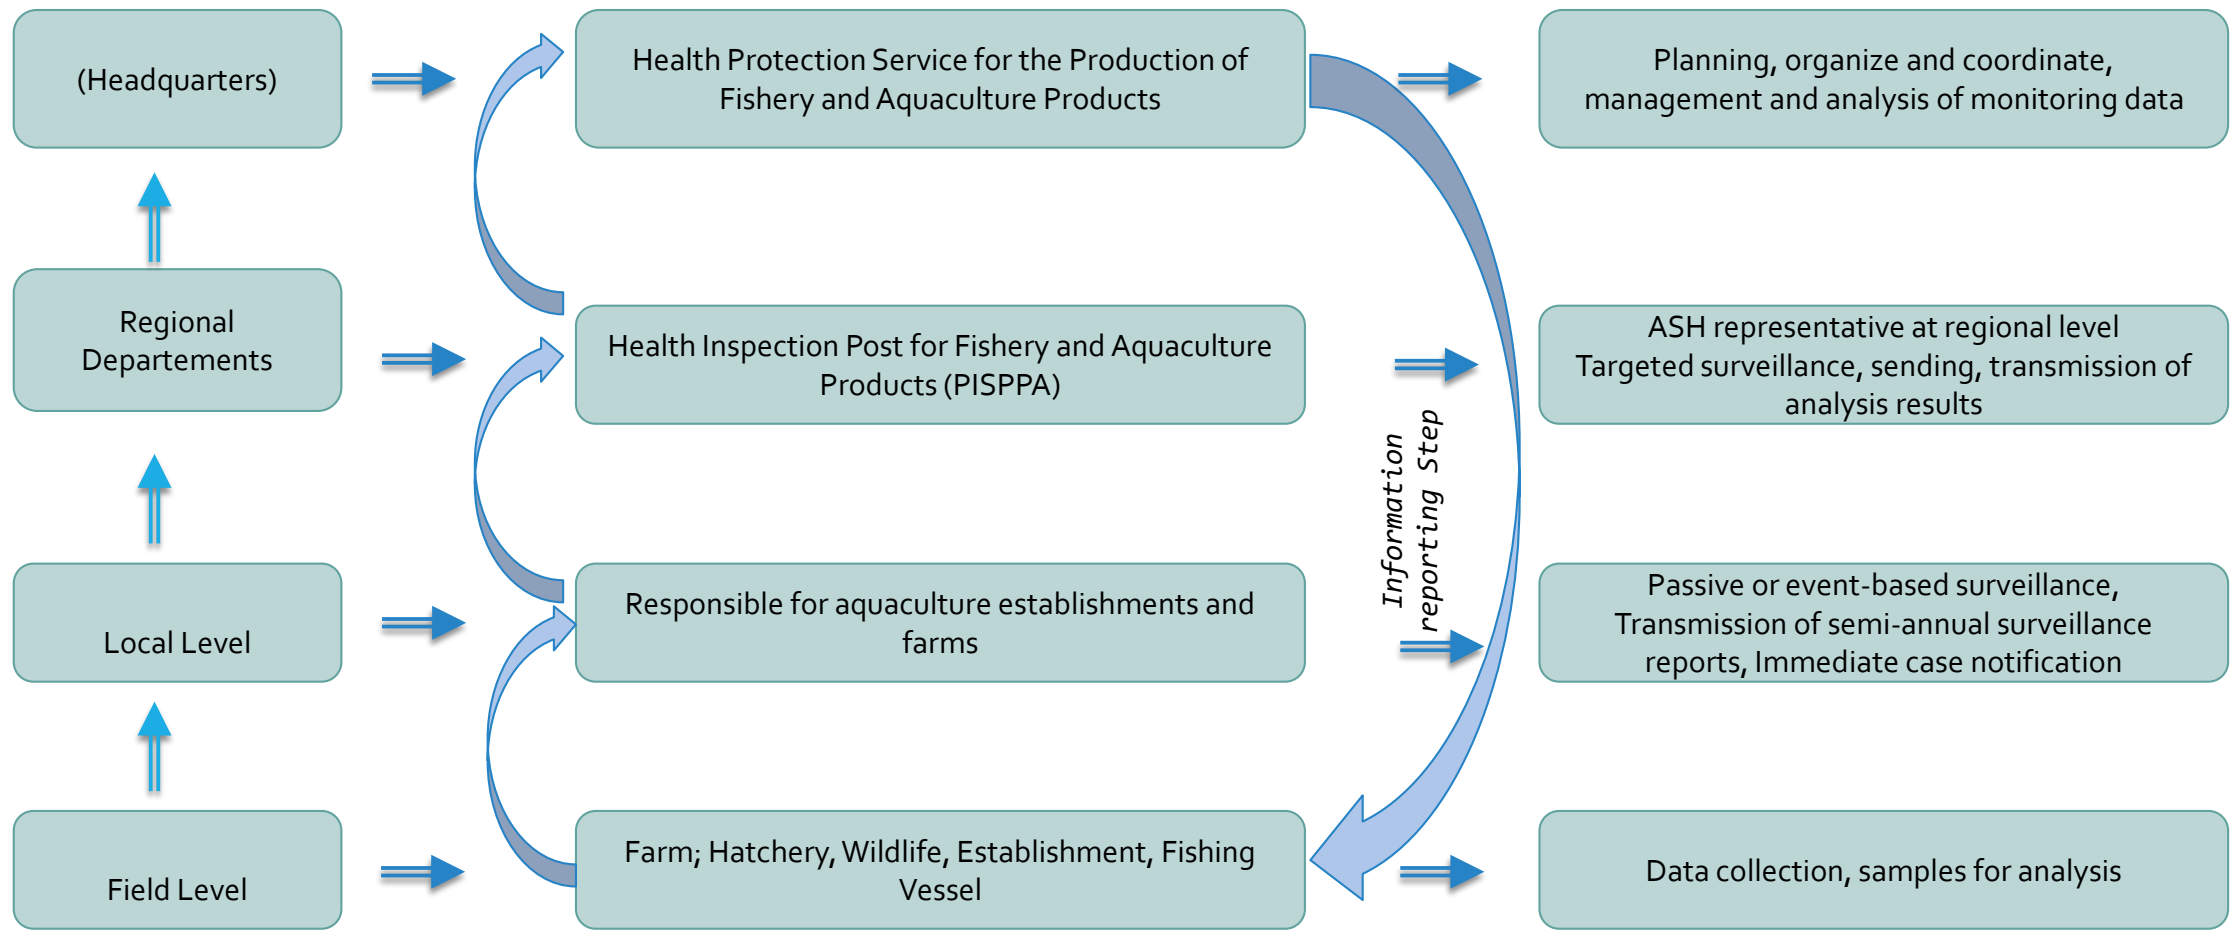 (Headquarters)
Health Protection Service for the Production of
Fishery and Aquaculture Products
Planning, organize and coordinate,
management and analysis of monitoring data
Regional
Departements
Health Inspection Post for Fishery and Aquaculture
Products (PISPPA)
ASH representative at regional level
Targeted surveillance, sending, transmission of
analysis results
Information
reporting Step
Local Level
Responsible for aquaculture establishments and
farms
Passive or event-based surveillance,
Transmission of semi-annual surveillance
reports, Immediate case notification
Field Level
Farm; Hatchery, Wildlife, Establishment, Fishing
Vessel
Data collection, samples for analysis